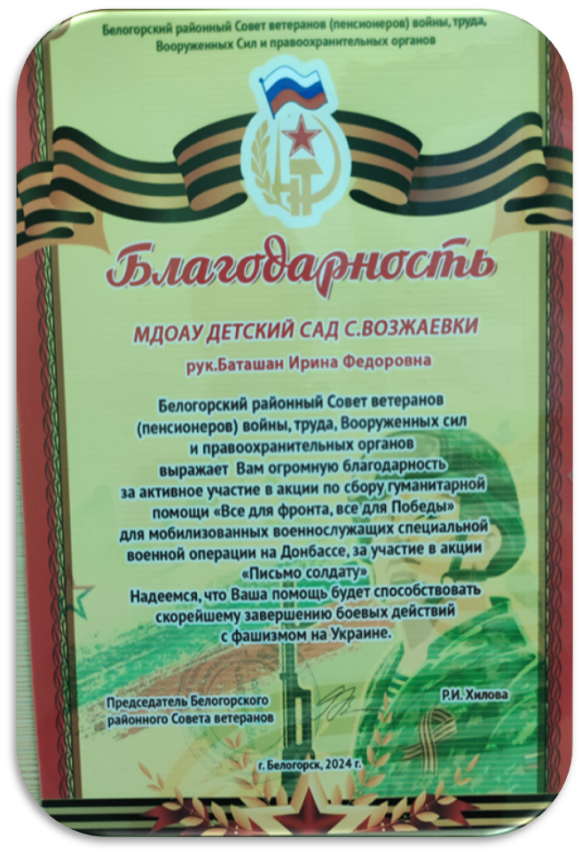 Белогорский районный Совет ветеранов (пенсионеров) войны, труда,
Вооруженных Сил и правоохранительных органов
Благодарность
МДОАУ ДЕТСКИЙ САД С.ВОЗЖАЕВКИ
рук.Баташан Ирина Федоровна
Белогорский районный Совет ветеранов
(пенсионеров) войны, труда, Вооруженных сил
и правоохранительных органов
выражает Вам огромную благодарность
за активное участие в акции по сбору гуманитарной
помощи «Все для фронта, все для Победы»
для мобилизованных военнослужащих специальной
военной операции на Донбассе, за участие в акции
«Письмо солдату»
Надеемся, что Ваша помощь будет способствовать
скорейшему завершению боевых действий
с фашизмом на Украине.
Председатель Белогорского
районного Совета ветеранов
Р.И. Хилова
г. Белогорск, 2024 г.